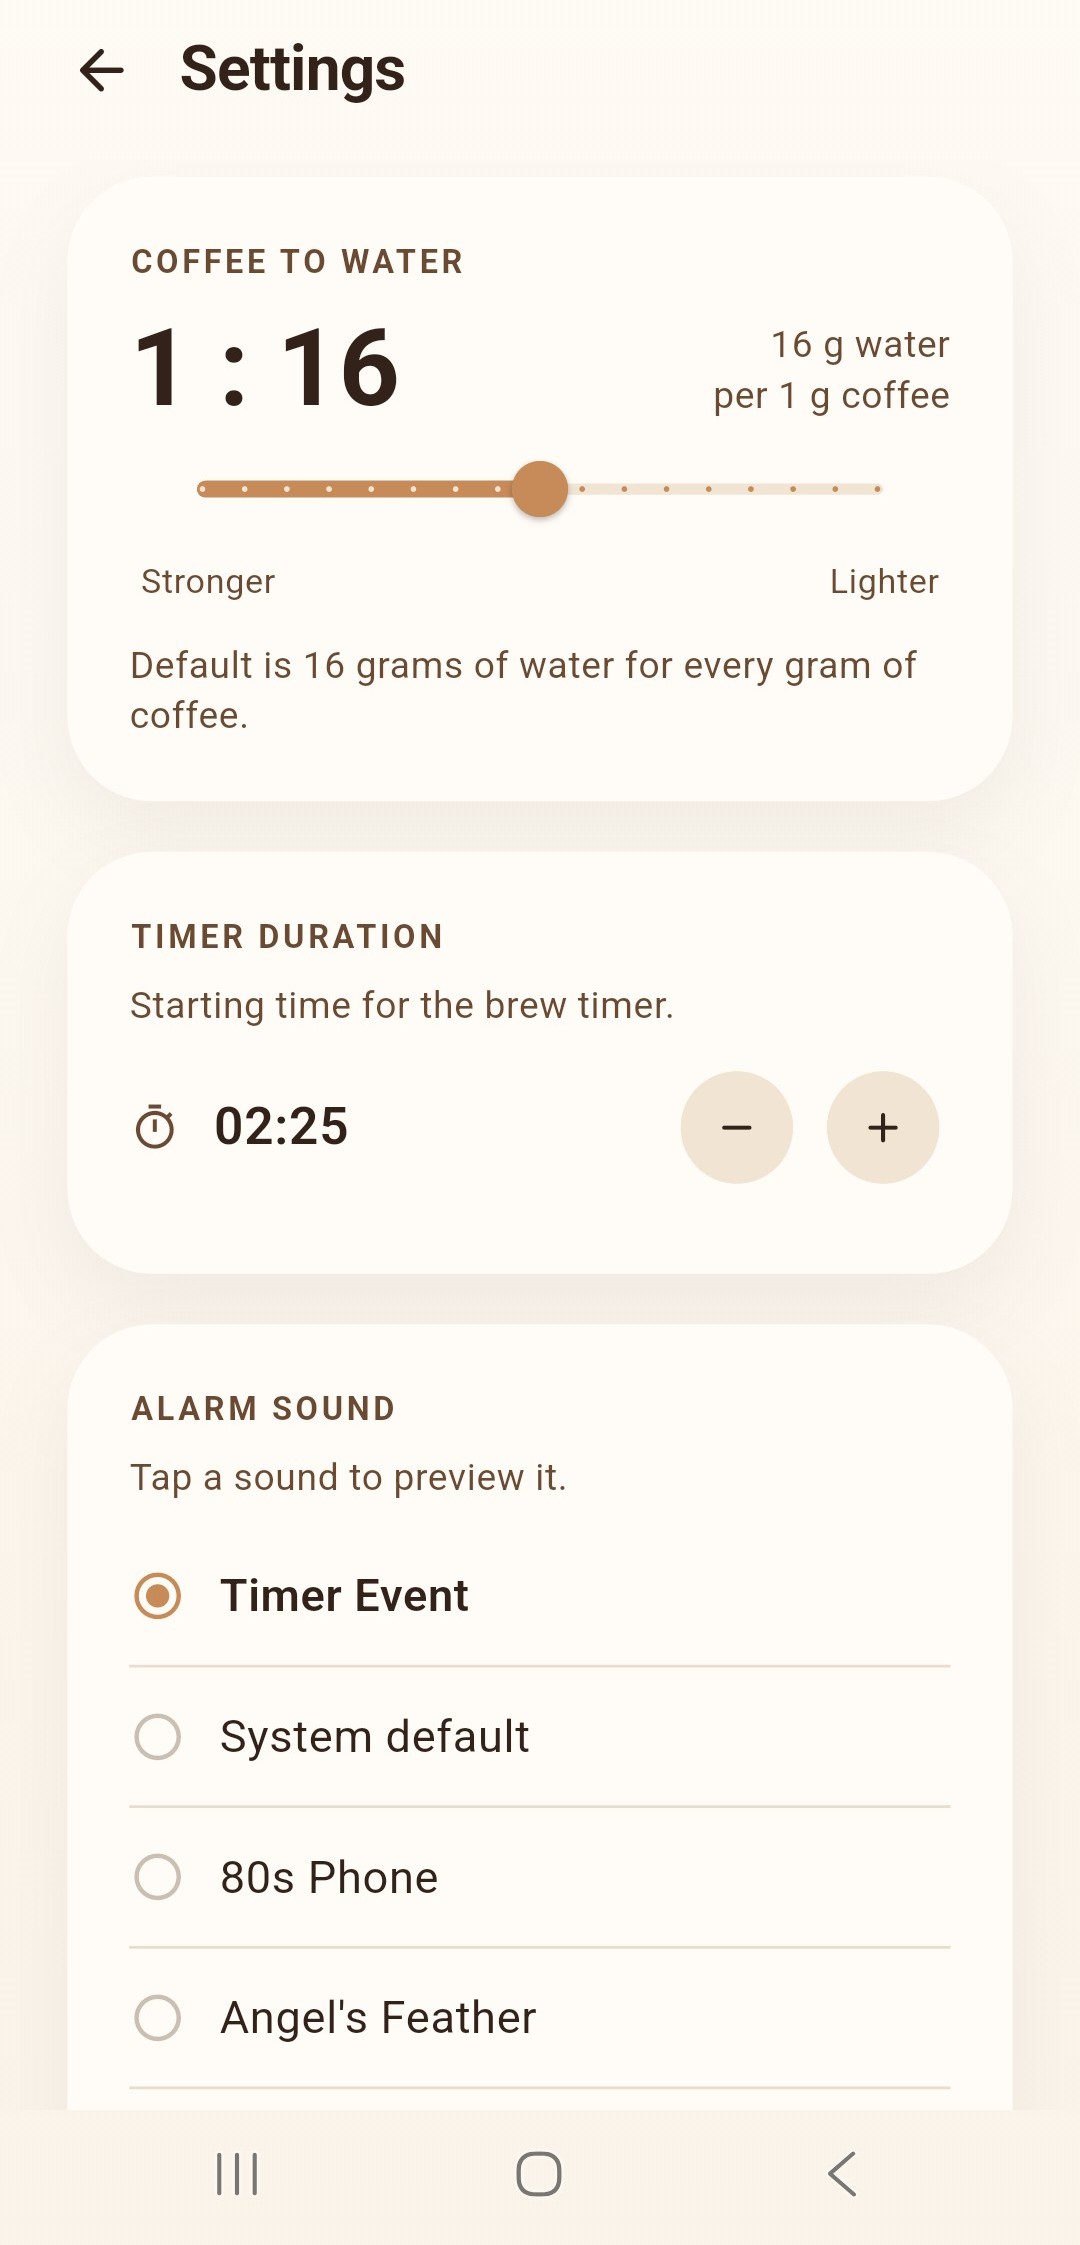 Settings
COFFEE TO WATER
1 : 16
16 g water
per 1 g coffee
Stronger
Lighter
Default is 16 grams of water for every gram of
coffee.
TIMER DURATION
Starting time for the brew timer.
02:25
ALARM SOUND
Tap a sound to preview it.
Timer Event
System default
80s Phone
Angel's Feather